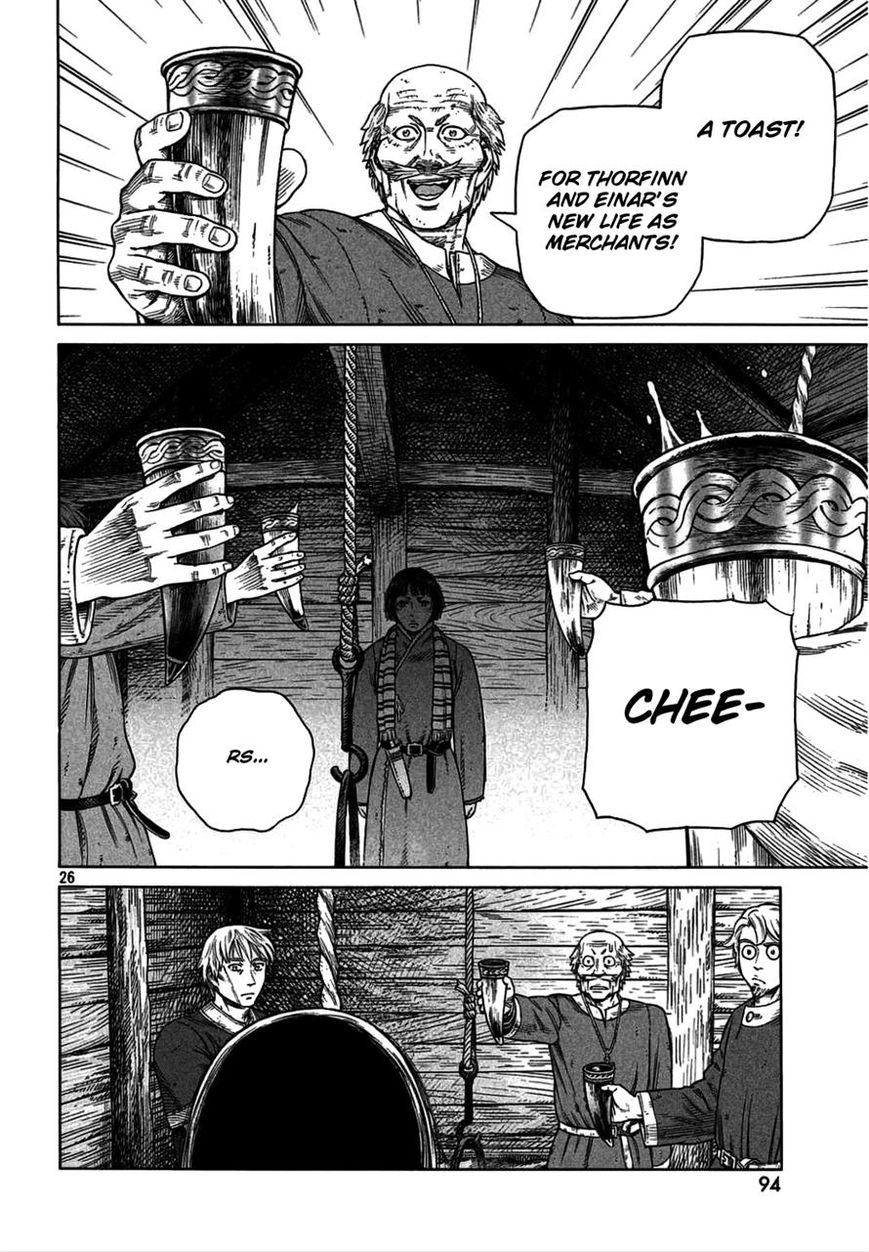 A TOAST!
FOR THORFINN
AND EINAR'S
NEW LIFE AS
MERCHANTS!
CHEE-
RS...
26
94